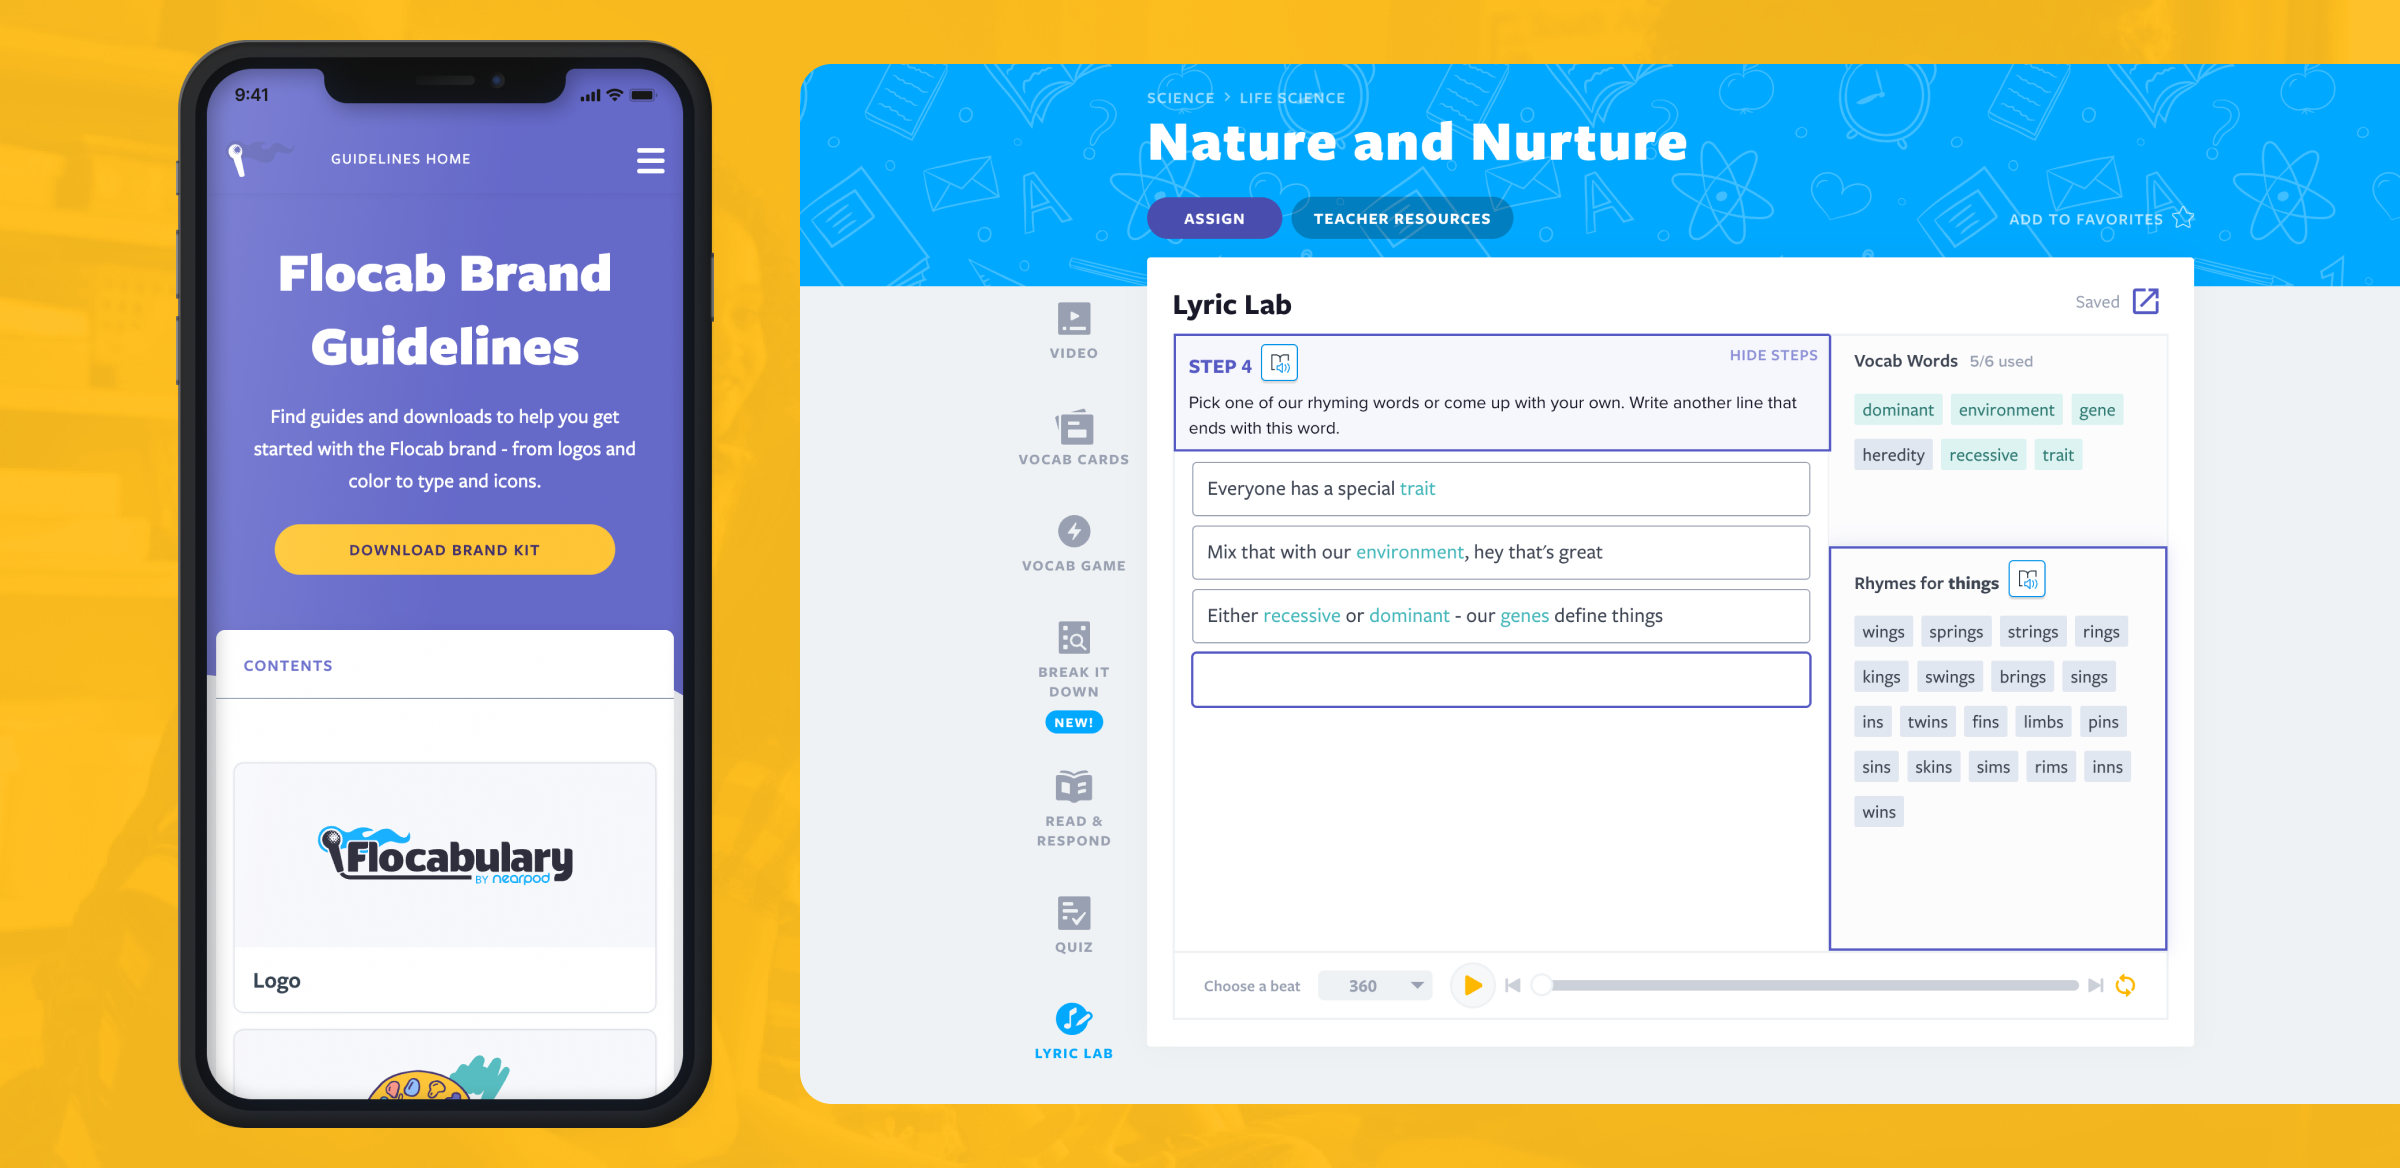 9:41
GUIDELINES HOME
Flocab Brand
Guidelines
Find guides and downloads to help you get
started with the Flocab brand - from logos and
color to type and icons.
DOWNLOAD BRAND KIT
CONTENTS
Flocabulary
BY nearpod
Logo
SCIENCE > LIFE SCIENCE
Nature and Nurture
ASSIGN
TEACHER RESOURCES
ADD TO FAVORITES
VIDEO
VOCAB CARDS
VOCAB GAME
BREAK IT
DOWN
NEW!
READ &
RESPOND
QUIZ
LYRIC LAB
Lyric Lab
Saved
STEP 4
HIDE STEPS
Pick one of our rhyming words or come up with your own. Write another line that
ends with this word.
Everyone has a special trait
Mix that with our environment, hey that's great
Either recessive or dominant - our genes define things
Vocab Words 5/6 used
dominant environment gene
heredity recessive trait
Rhymes for things
wings springs strings rings
kings swings brings sings
ins twins fins limbs pins
sins skins sims rims inns
wins
Choose a beat 360